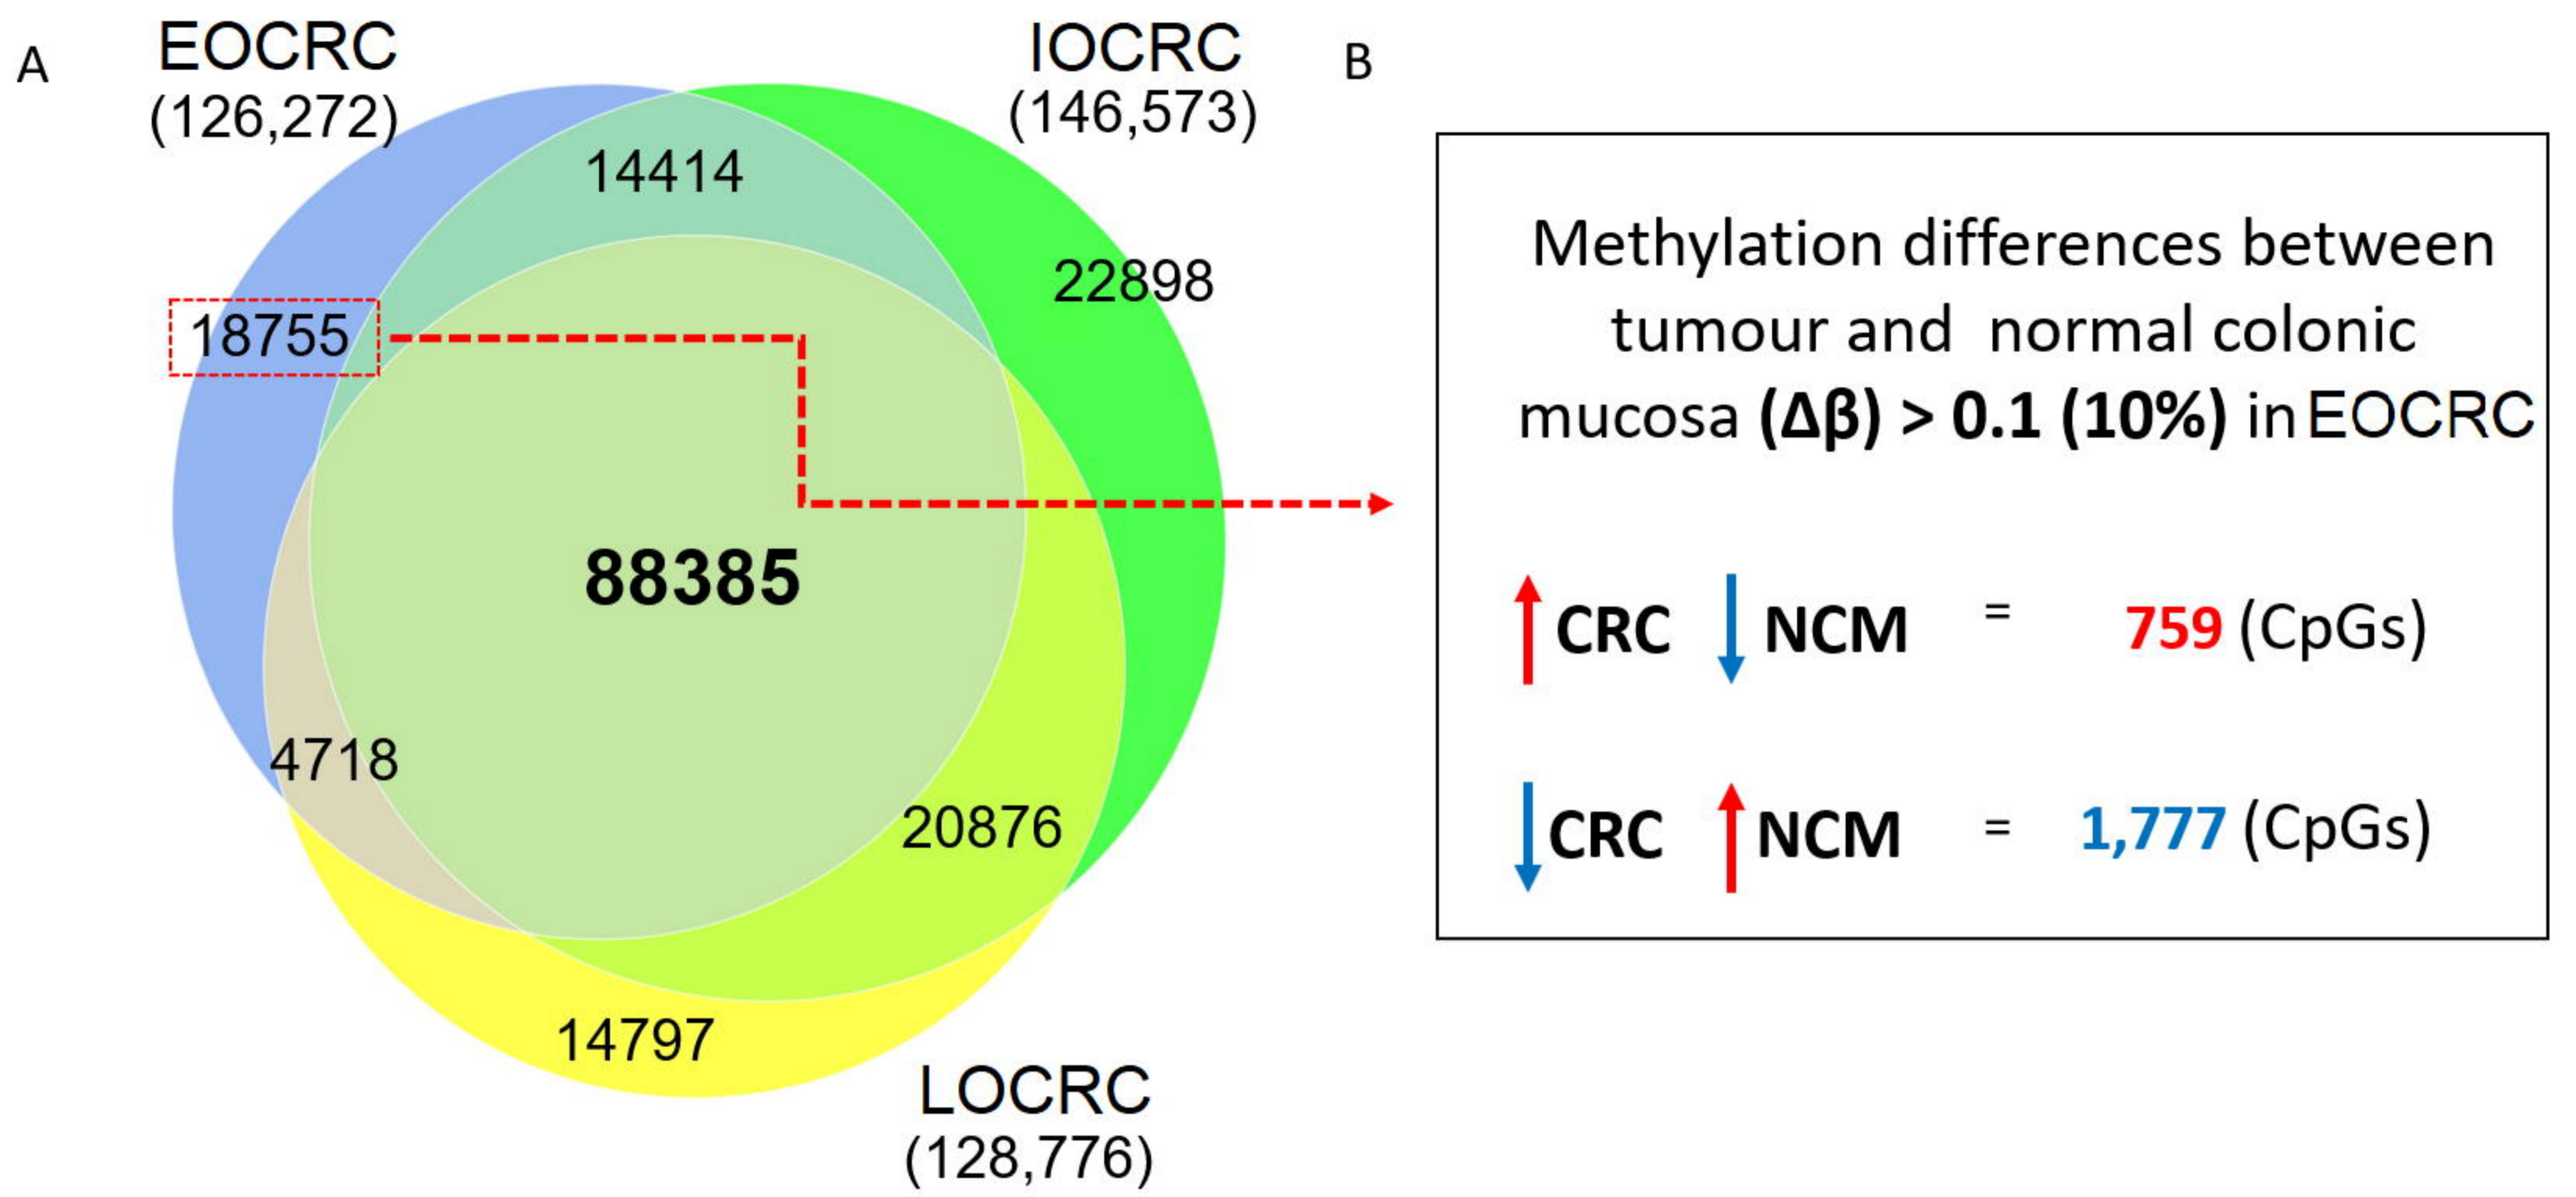 A
EOCRC
(126,272)
IOCRC
(146,573)
14414
22898
18755
88385
4718
20876
14797
LOCRC
(128,776)
B
Methylation differences between
tumour and normal colonic
mucosa (Δβ) > 0.1 (10%) in EOCRC
CRC NCM = 759 (CpGs)
CRC NCM = 1,777 (CpGs)